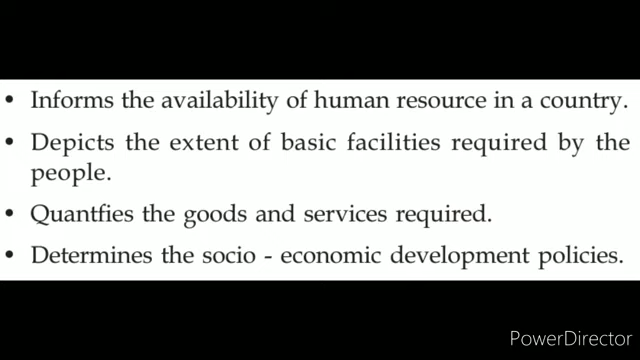 • Informs the availability of human resource in a country.
• Depicts the extent of basic facilities required by the
people.
• Quantfies the goods and services required.
• Determines the socio - economic development policies.
PowerDirector